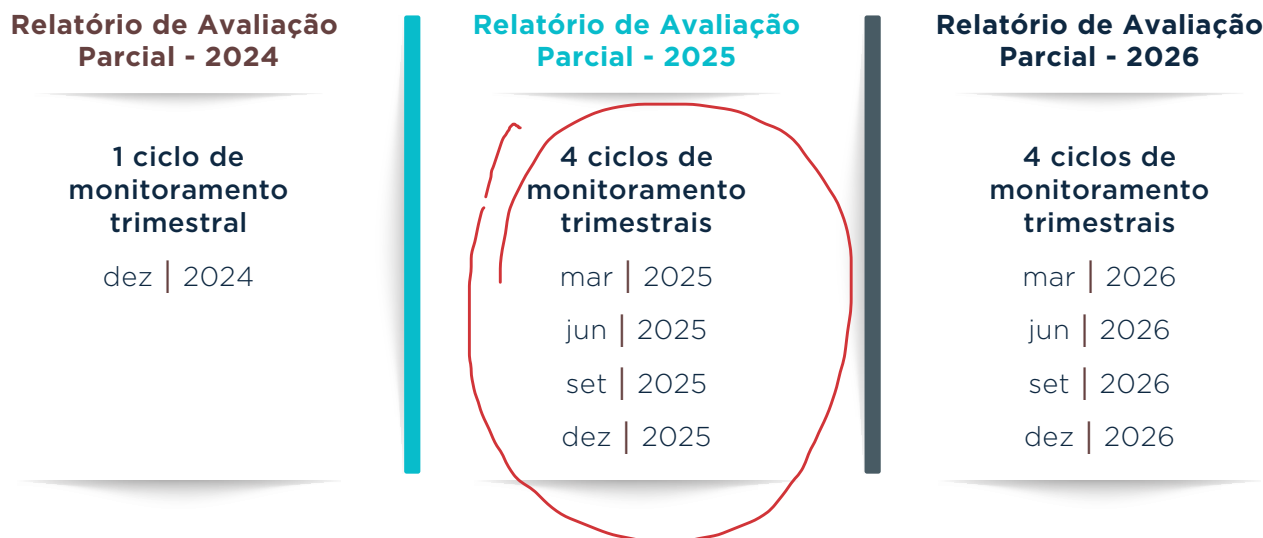 Relatório de Avaliação
Parcial - 2024
1 ciclo de
monitoramento
trimestral
dez | 2024
Relatório de Avaliação
Parcial - 2025
4 ciclos de
monitoramento
trimestrais
mar | 2025
jun | 2025
set | 2025
dez | 2025
Relatório de Avaliação
Parcial - 2026
4 ciclos de
monitoramento
trimestrais
mar | 2026
jun | 2026
set | 2026
dez | 2026